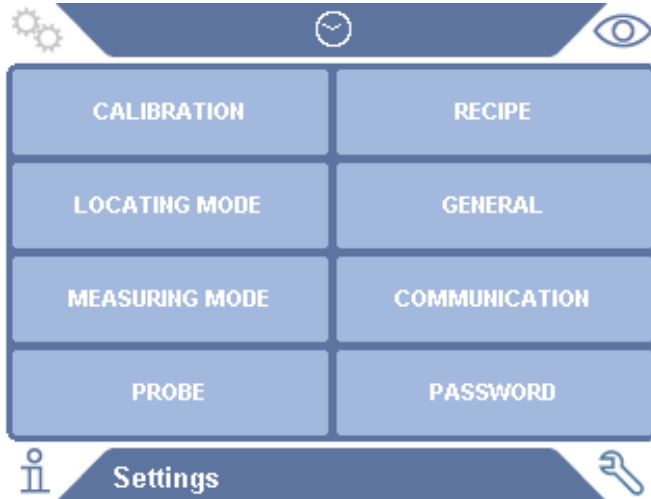 CALIBRATION
RECIPE
LOCATING MODE
GENERAL
MEASURING MODE
COMMUNICATION
PROBE
PASSWORD
Settings